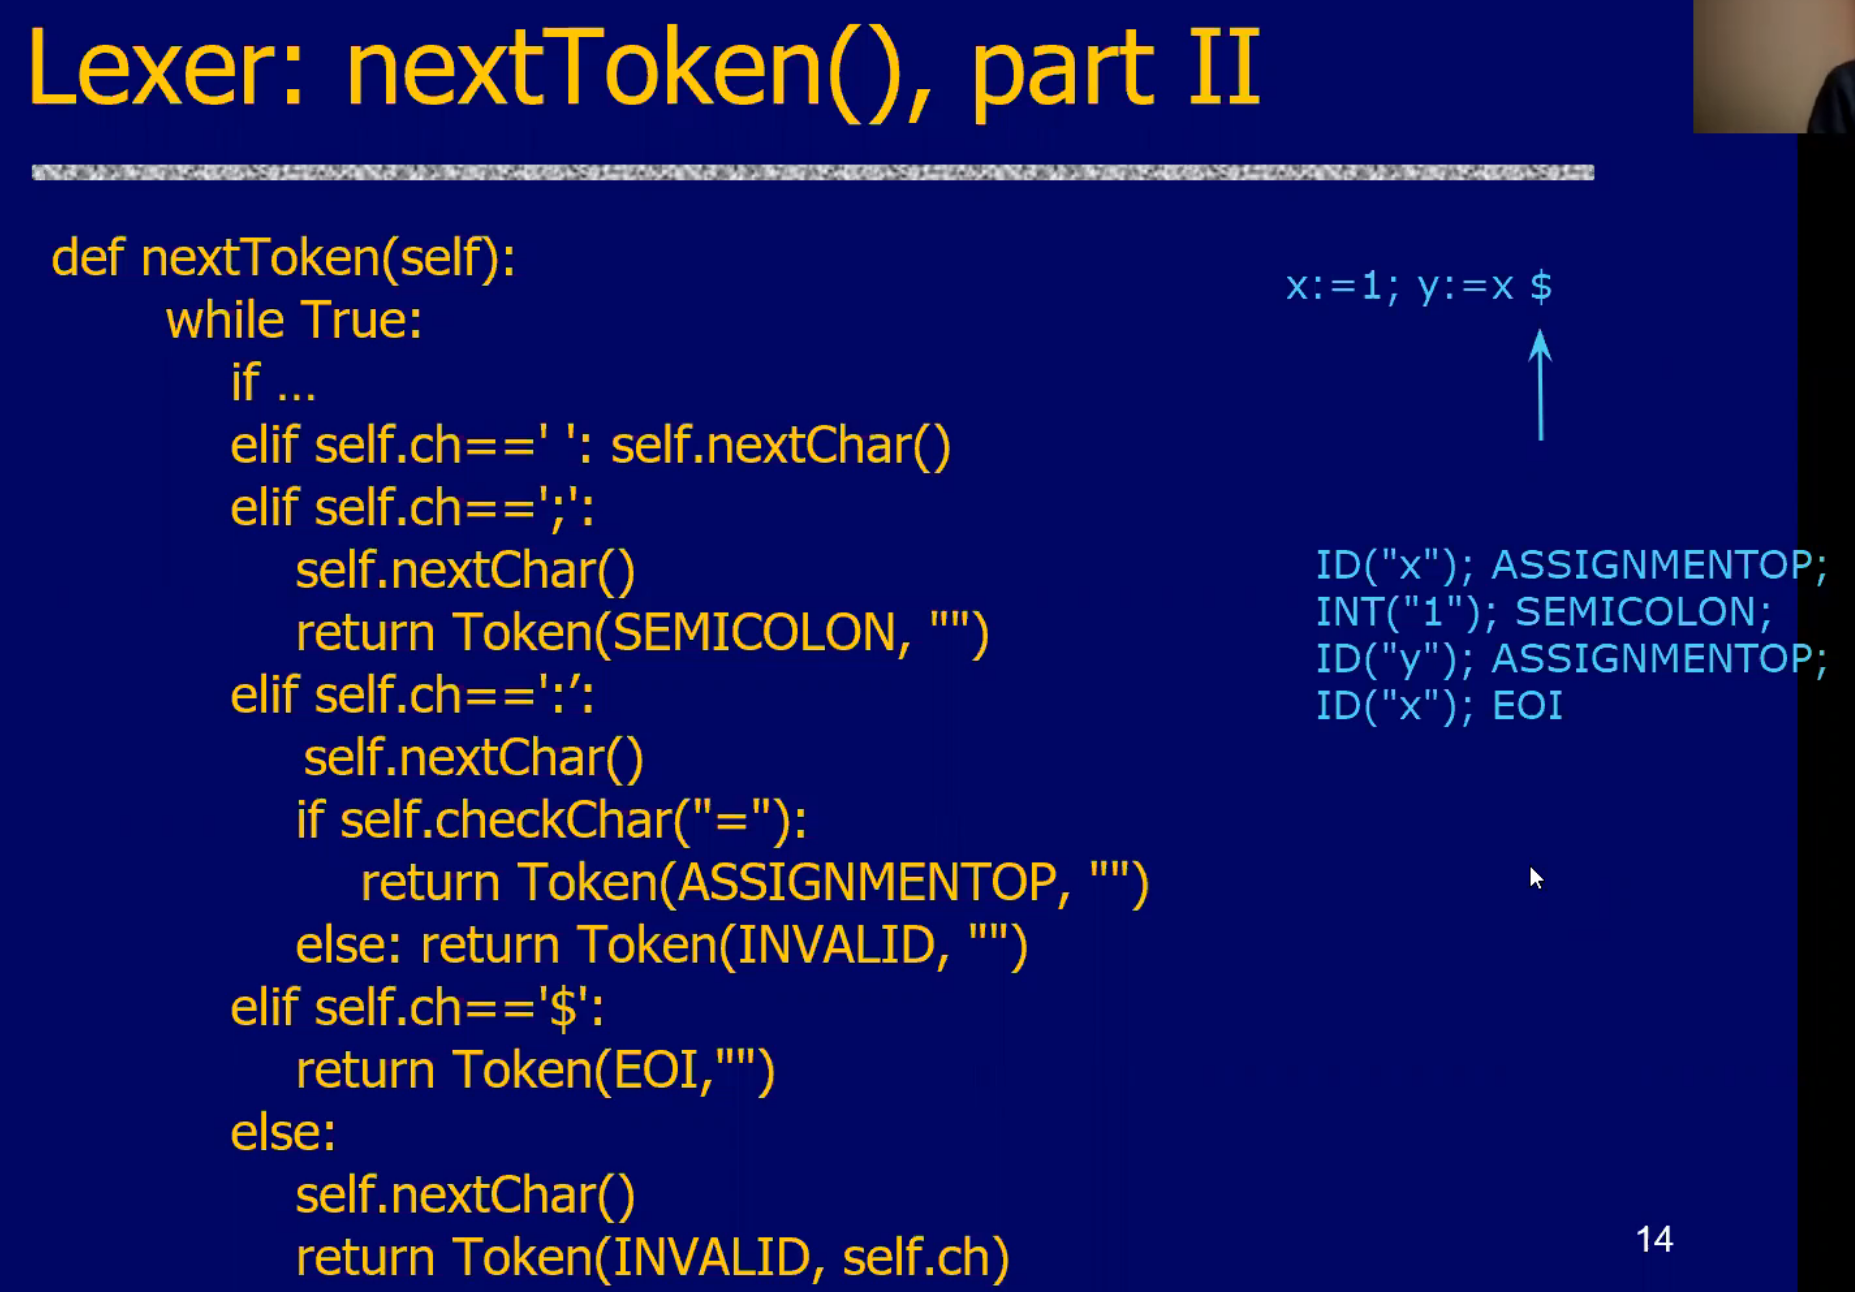 Lexer: nextToken(), part II
def nextToken(self):
while True:
if ...
elif self.ch==' ': self.nextChar()
elif self.ch==';':
self.nextChar()
return Token(SEMICOLON, "")
elif self.ch==':’:
self.nextChar()
if self.checkChar("="):
return Token(ASSIGNMENTOP, "")
else: return Token(INVALID, "")
elif self.ch=='$':
return Token(EOI,"")
else:
self.nextChar()
return Token(INVALID, self.ch)
x:=1; y:=x $
ID("x"); ASSIGNMENTOP;
INT("1"); SEMICOLON;
ID("y"); ASSIGNMENTOP;
ID("x"); EOI
14